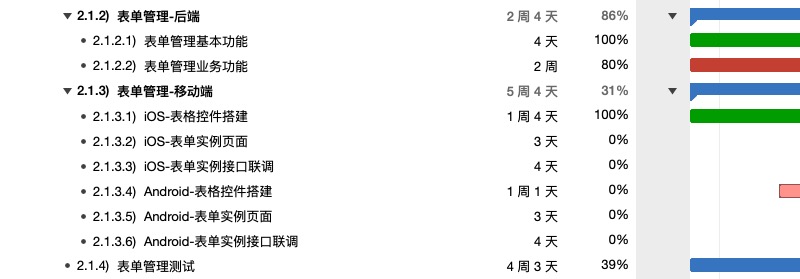 2.1.2) 表单管理-后端 2 周 4 天 86%
2.1.2.1) 表单管理基本功能 4 天 100%
2.1.2.2) 表单管理业务功能 2 周 80%
2.1.3) 表单管理-移动端 5 周 4 天 31%
2.1.3.1) iOS-表格控件搭建 1 周 4 天 100%
2.1.3.2) iOS-表单实例页面 3 天 0%
2.1.3.3) iOS-表单实例接口联调 4 天 0%
2.1.3.4) Android-表格控件搭建 1 周 1 天 0%
2.1.3.5) Android-表单实例页面 3 天 0%
2.1.3.6) Android-表单实例接口联调 4 天 0%
2.1.4) 表单管理测试 4 周 3 天 39%